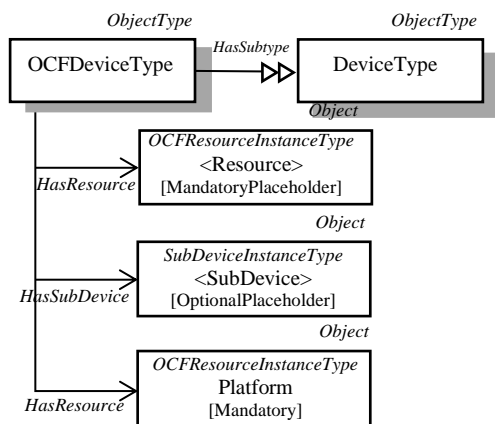 ObjectType
ObjectType
OCFDeviceType
HasSubtype
DeviceType
Object
OCFResourceInstanceType
<Resource>
[MandatoryPlaceholder]
HasResource
Object
SubDeviceInstanceType
<SubDevice>
[OptionalPlaceholder]
HasSubDevice
Object
OCFResourceInstanceType
Platform
[Mandatory]
HasResource